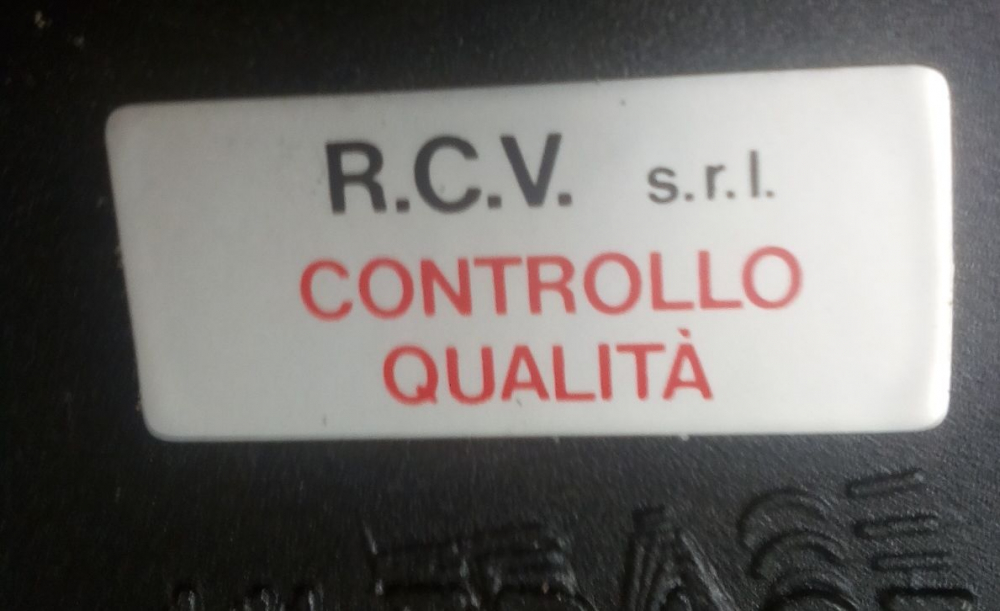 R.C.V. s.r.l.
CONTROLLO
QUALITÀ